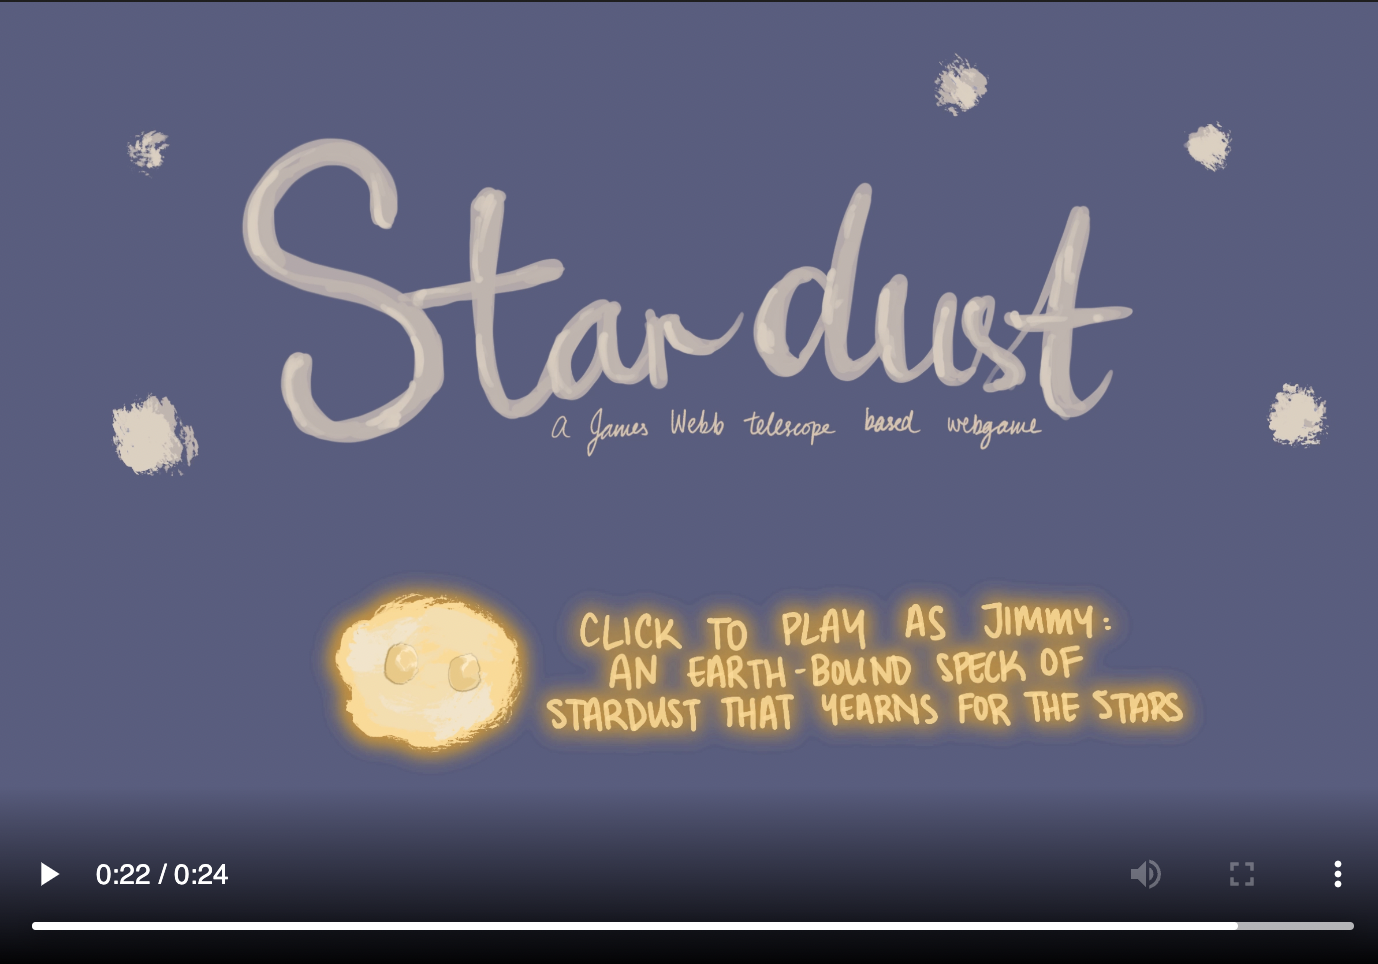 Stardust
a James Webb telescope based webgame
CLICK TO PLAY AS JIMMY:
AN EARTH-BOUND SPECK OF
STARDUST THAT YEARNS FOR THE STARS
0:22 / 0:24